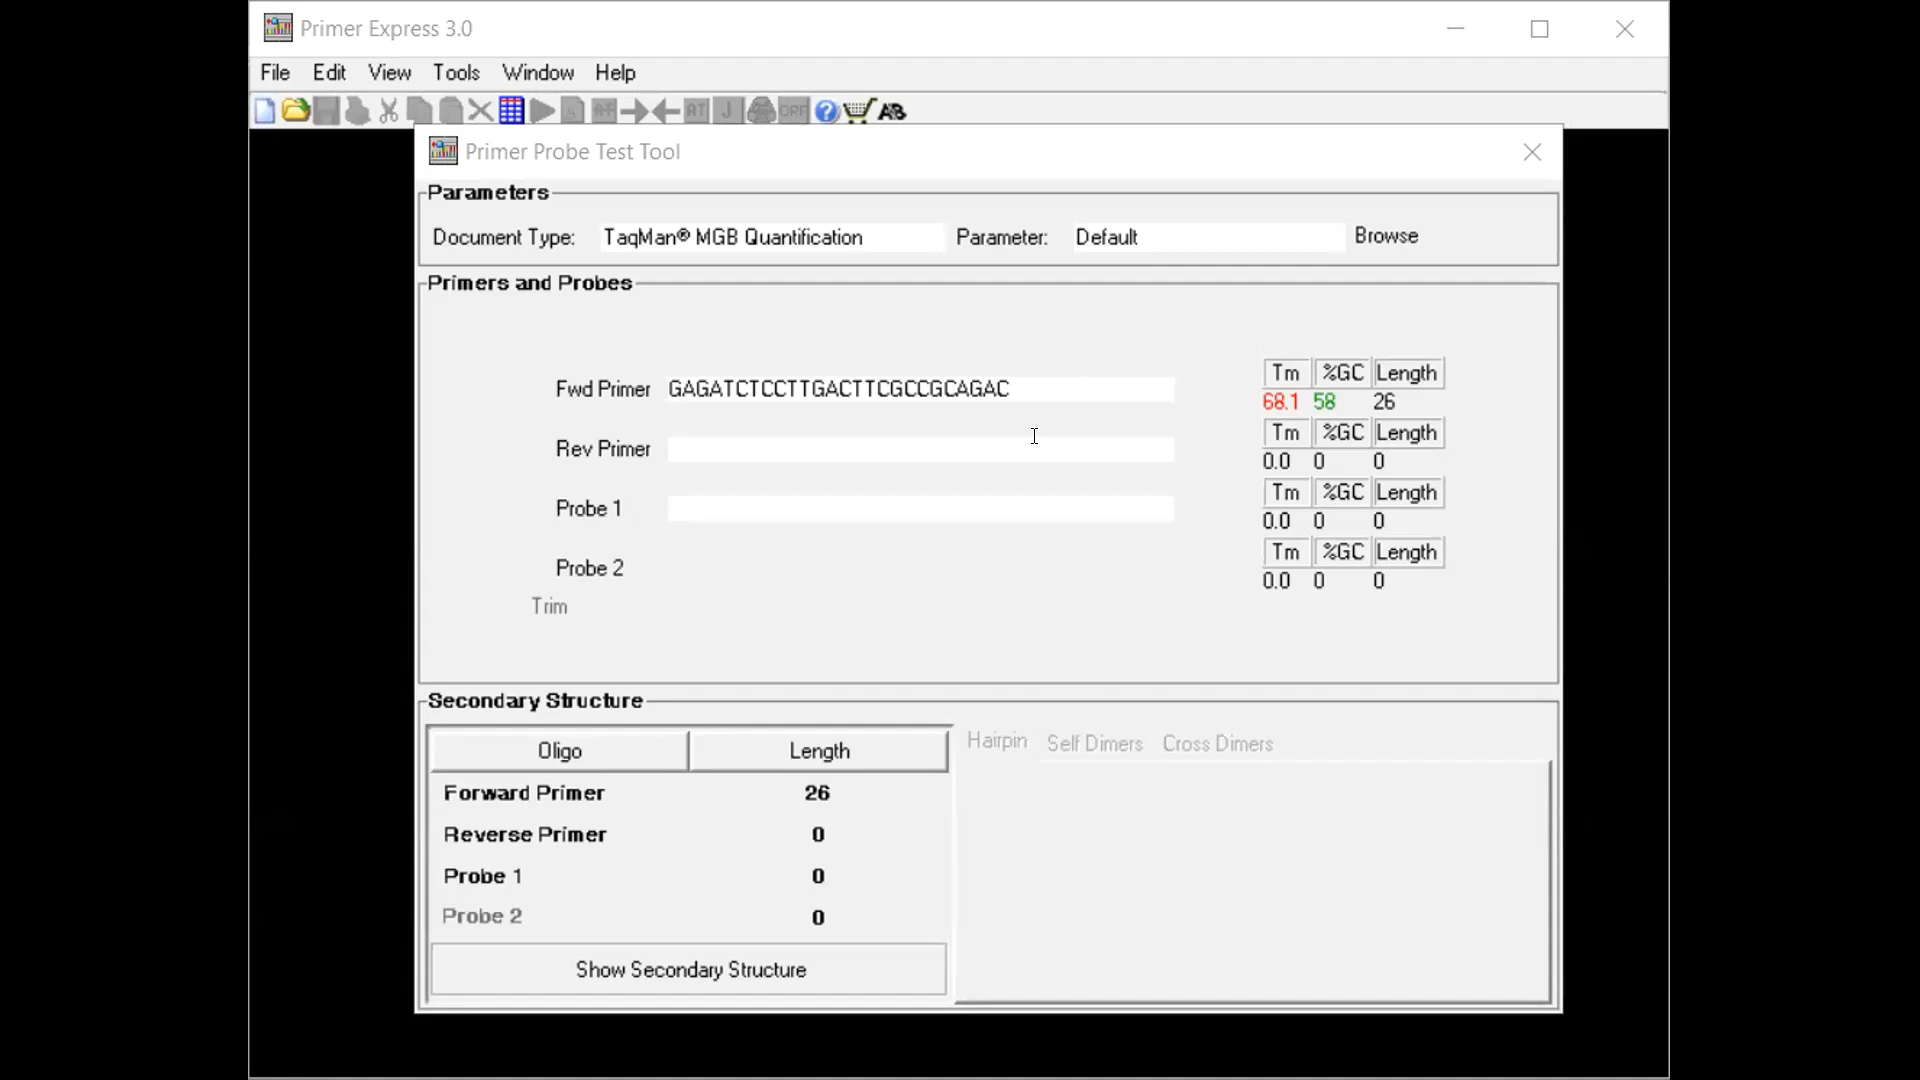 Primer Express 3.0
File Edit View Tools Window Help
Primer Probe Test Tool
Parameters
Document Type: TaqMan® MGB Quantification Parameter: Default Browse
Primers and Probes
Tm %GC Length
Fwd Primer GAGATCTCCTTGACTTCGCCGCAGAC
68.1 58 26
Tm %GC Length
Rev Primer
0.0 0 0
Tm %GC Length
Probe 1
0.0 0 0
Tm %GC Length
Probe 2
0.0 0 0
Trim
Secondary Structure
Oligo Length
Hairpin Self Dimers Cross Dimers
Forward Primer 26
Reverse Primer 0
Probe 1 0
Probe 2 0
Show Secondary Structure